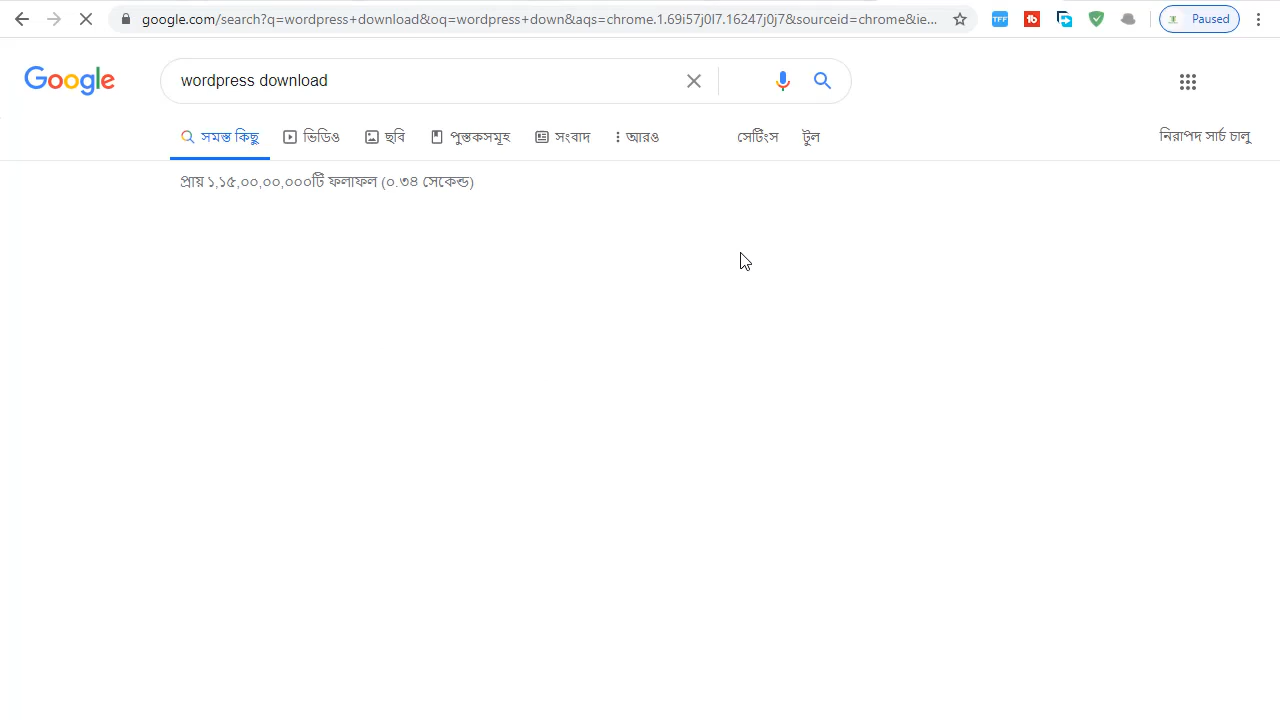 google.com/search?q=wordpress+download&oq=wordpress+down&aqs=chrome.1.69i57j0l7.16247j0j7&sourceid=chrome&ie...
TFF
Paused
Google
wordpress download
সমস্ত কিছু
ভিডিও
ছবি
পুস্তকসমূহ
সংবাদ
আরও
সেটিংস
টুল
নিরাপদ সার্চ চালু
প্রায় ১,১৫,০০,০০,০০০টি ফলাফল (০.৩৪ সেকেন্ড)